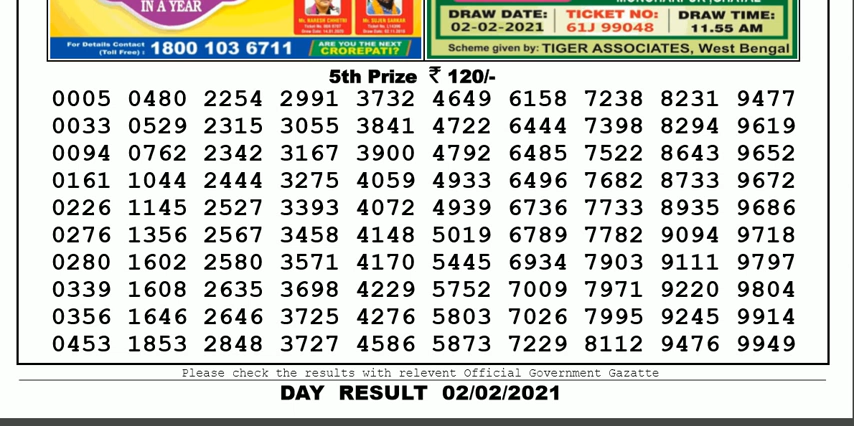 IN A YEAR
Mr. NARESH CHHETRI
Mr. SUJEN SARKAR
For Details Contact
(Toll Free) : 1800 103 6711
ARE YOU THE NEXT
CROREPATI?
DRAW DATE: TICKET NO: DRAW TIME:
02-02-2021 61J 99048 11.55 AM
Scheme given by: TIGER ASSOCIATES, West Bengal
5th Prize ₹ 120/-
0005 0480 2254 2991 3732 4649 6158 7238 8231 9477
0033 0529 2315 3055 3841 4722 6444 7398 8294 9619
0094 0762 2342 3167 3900 4792 6485 7522 8643 9652
0161 1044 2444 3275 4059 4933 6496 7682 8733 9672
0226 1145 2527 3393 4072 4939 6736 7733 8935 9686
0276 1356 2567 3458 4148 5019 6789 7782 9094 9718
0280 1602 2580 3571 4170 5445 6934 7903 9111 9797
0339 1608 2635 3698 4229 5752 7009 7971 9220 9804
0356 1646 2646 3725 4276 5803 7026 7995 9245 9914
0453 1853 2848 3727 4586 5873 7229 8112 9476 9949
Please check the results with relevent Official Government Gazatte
DAY RESULT 02/02/2021